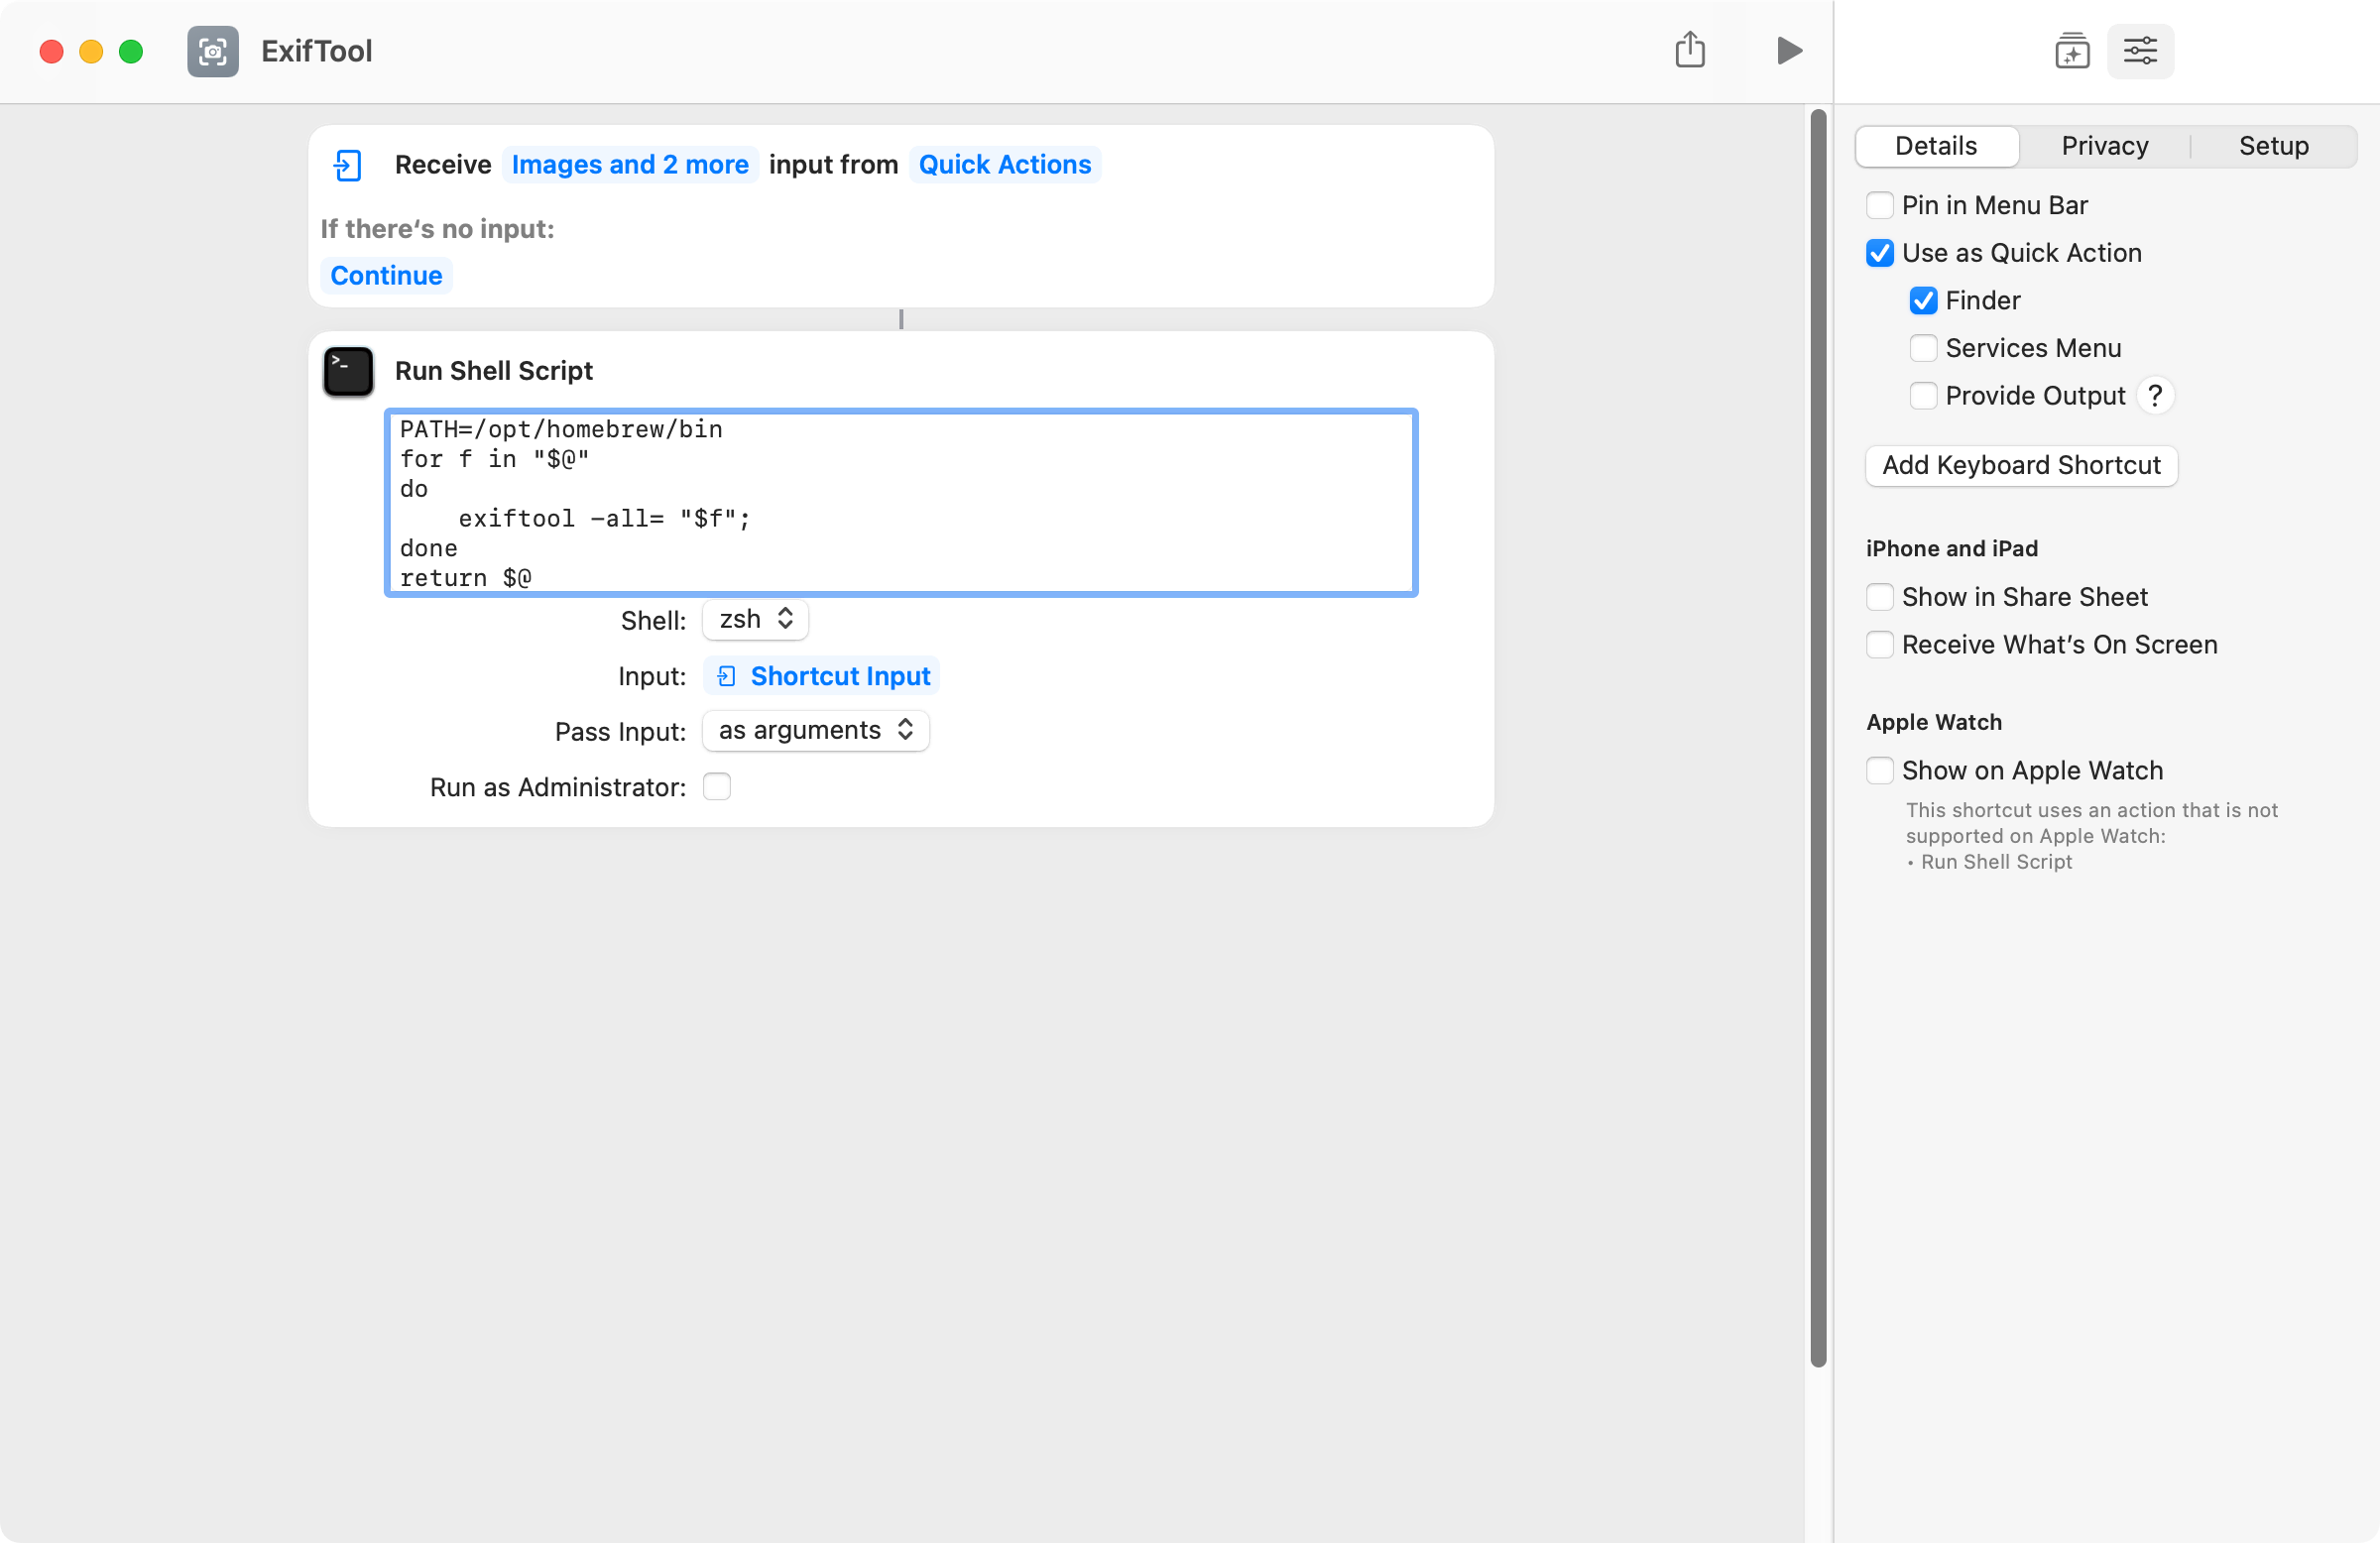 ExifTool
Receive Images and 2 more input from Quick Actions
If there‘s no input:
Continue
Run Shell Script
PATH=/opt/homebrew/bin
for f in "$@"
do
    exiftool -all= "$f";
done
return $@
Shell: zsh
Input: Shortcut Input
Pass Input: as arguments
Run as Administrator:
Details Privacy Setup
Pin in Menu Bar
Use as Quick Action
Finder
Services Menu
Provide Output ?
Add Keyboard Shortcut
iPhone and iPad
Show in Share Sheet
Receive What’s On Screen
Apple Watch
Show on Apple Watch
This shortcut uses an action that is not
supported on Apple Watch:
• Run Shell Script